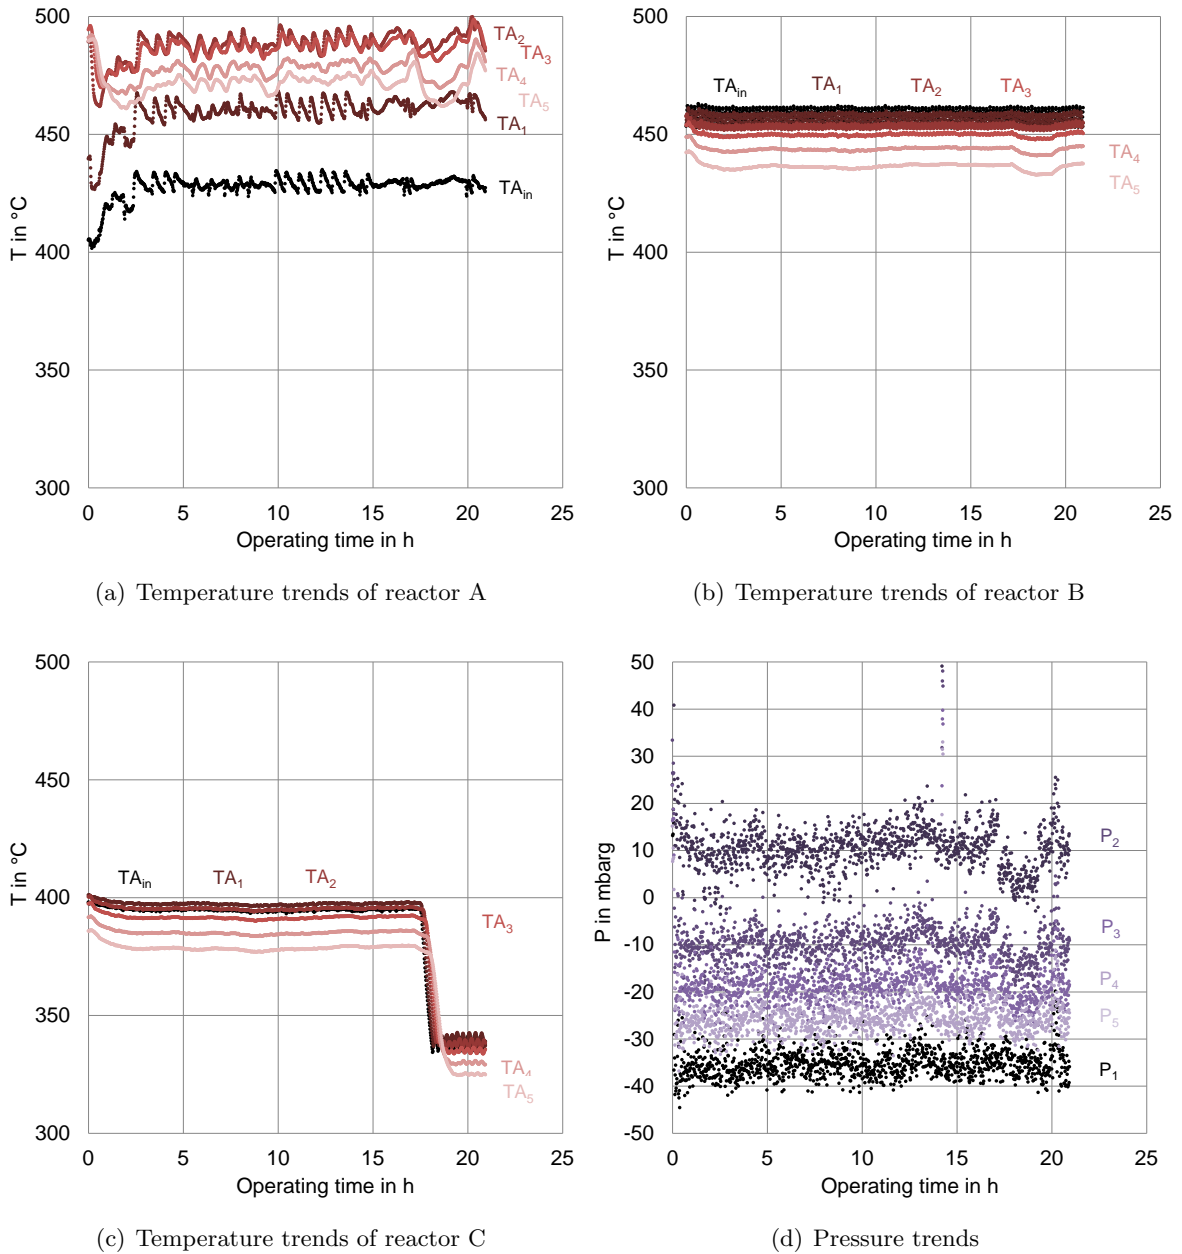 500
450
400
350
300
T in °C
TA2
TA3
TA4
TA5
TA1
TAin
0 5 10 15 20 25
Operating time in h
(a) Temperature trends of reactor A
500
450
400
350
300
T in °C
TAin TA1 TA2 TA3
TA4
TA5
0 5 10 15 20 25
Operating time in h
(b) Temperature trends of reactor B
500
450
400
350
300
T in °C
TAin TA1 TA2
TA3
TA4
TA5
0 5 10 15 20 25
Operating time in h
(c) Temperature trends of reactor C
50
40
30
20
10
0
-10
-20
-30
-40
-50
P in mbarg
P2
P3
P4
P5
P1
0 5 10 15 20 25
Operating time in h
(d) Pressure trends